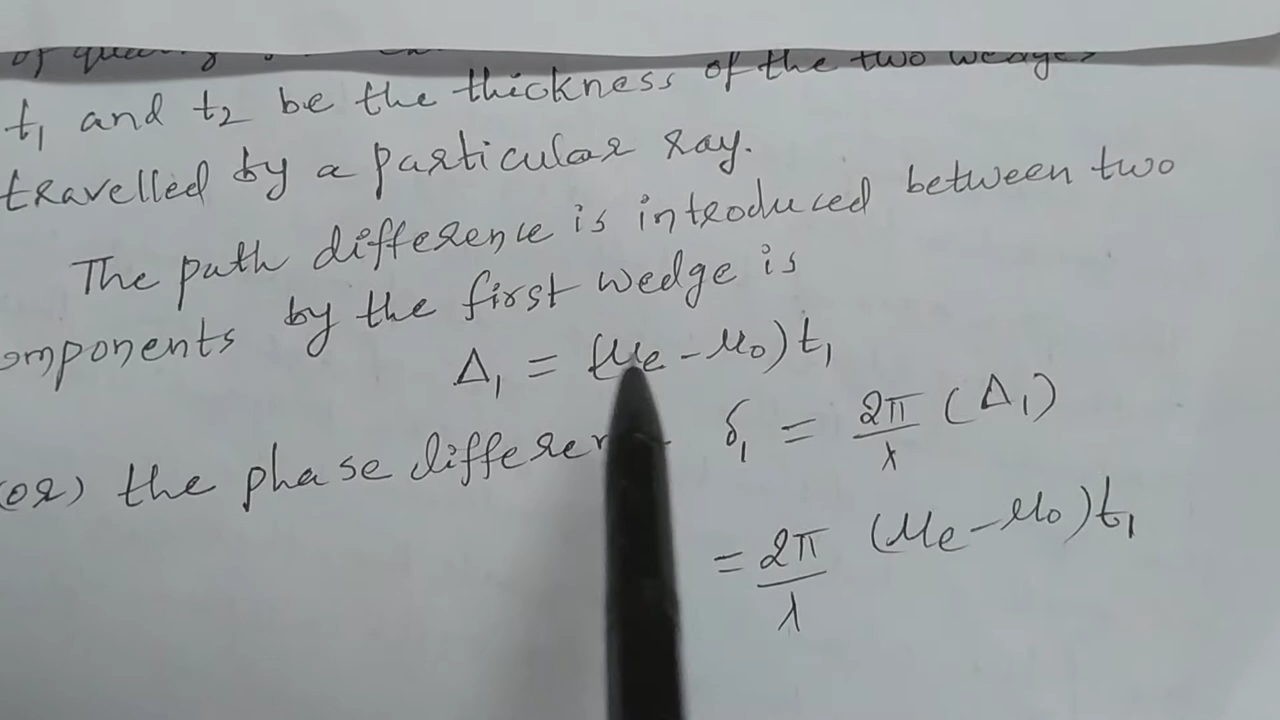 of the two wedges
t₁ and t₂ be the thickness
travelled by a particular ray.
The path difference is introduced between two
omponents by the first wedge is
Δ₁ = (μe - μo)t₁
(or) the phase differen δ₁ = 2π/λ (Δ₁)
= 2π/λ (μe - μo)t₁